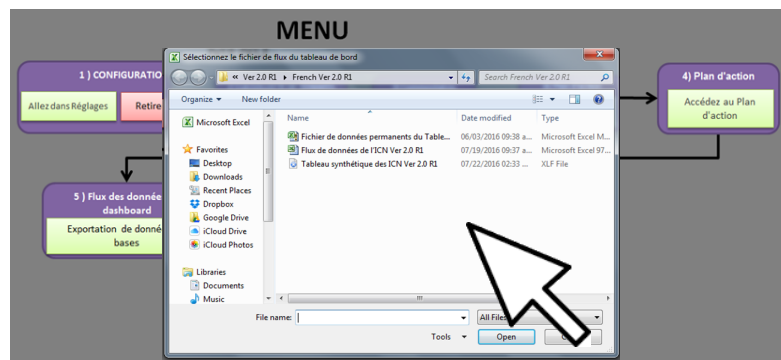 MENU
Sélectionnez le fichier de flux du tableau de bord
« Ver 2.0 R1 ▸ French Ver 2.0 R1
Search French Ver 2.0 R1
1 ) CONFIGURATIO
Allez dans Réglages
Retire
4) Plan d'action
Accédez au Plan
d'action
5 ) Flux des donnée
dashboard
Exportation de donné
bases
Organize
New folder
Microsoft Excel
Favorites
Desktop
Downloads
Recent Places
Dropbox
Google Drive
iCloud Drive
iCloud Photos
Libraries
Documents
Music
Name Date modified Type
Fichier de données permanents du Table... 06/03/2016 09:38 a... Microsoft Excel M...
Flux de données de l'ICN Ver 2.0 R1 07/19/2016 09:37 a... Microsoft Excel 97...
Tableau synthétique des ICN Ver 2.0 R1 07/22/2016 02:33 ... XLF File
File name:
All File
Tools
Open